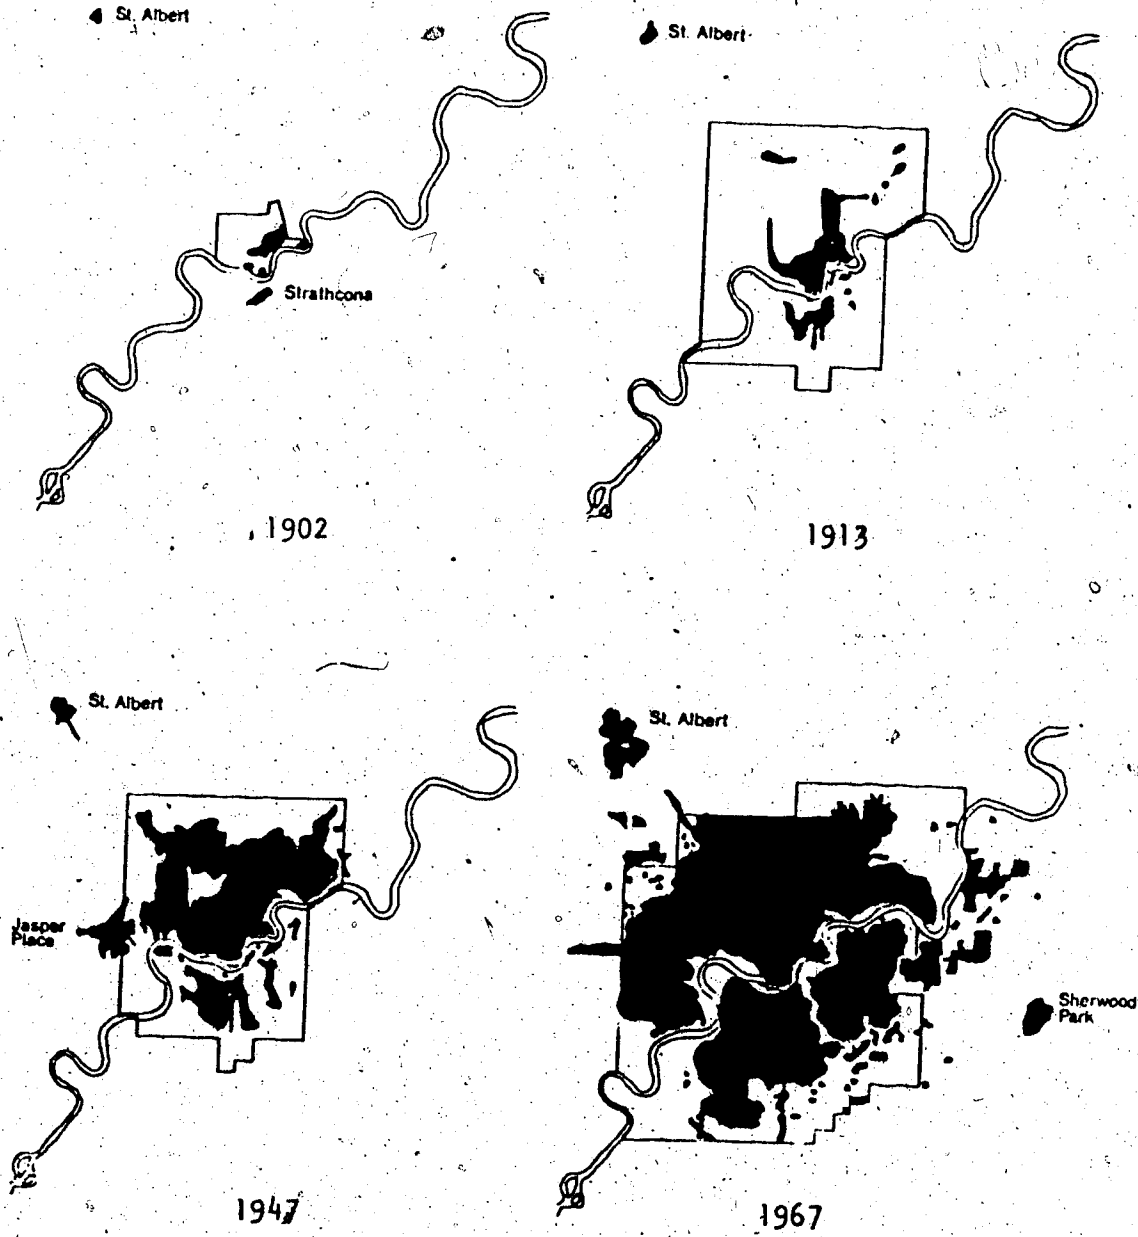 St. Albert
St. Albert
Strathcona
1902
1913
St. Albert
St. Albert
Jasper
Place
Sherwood
Park
1947
1967